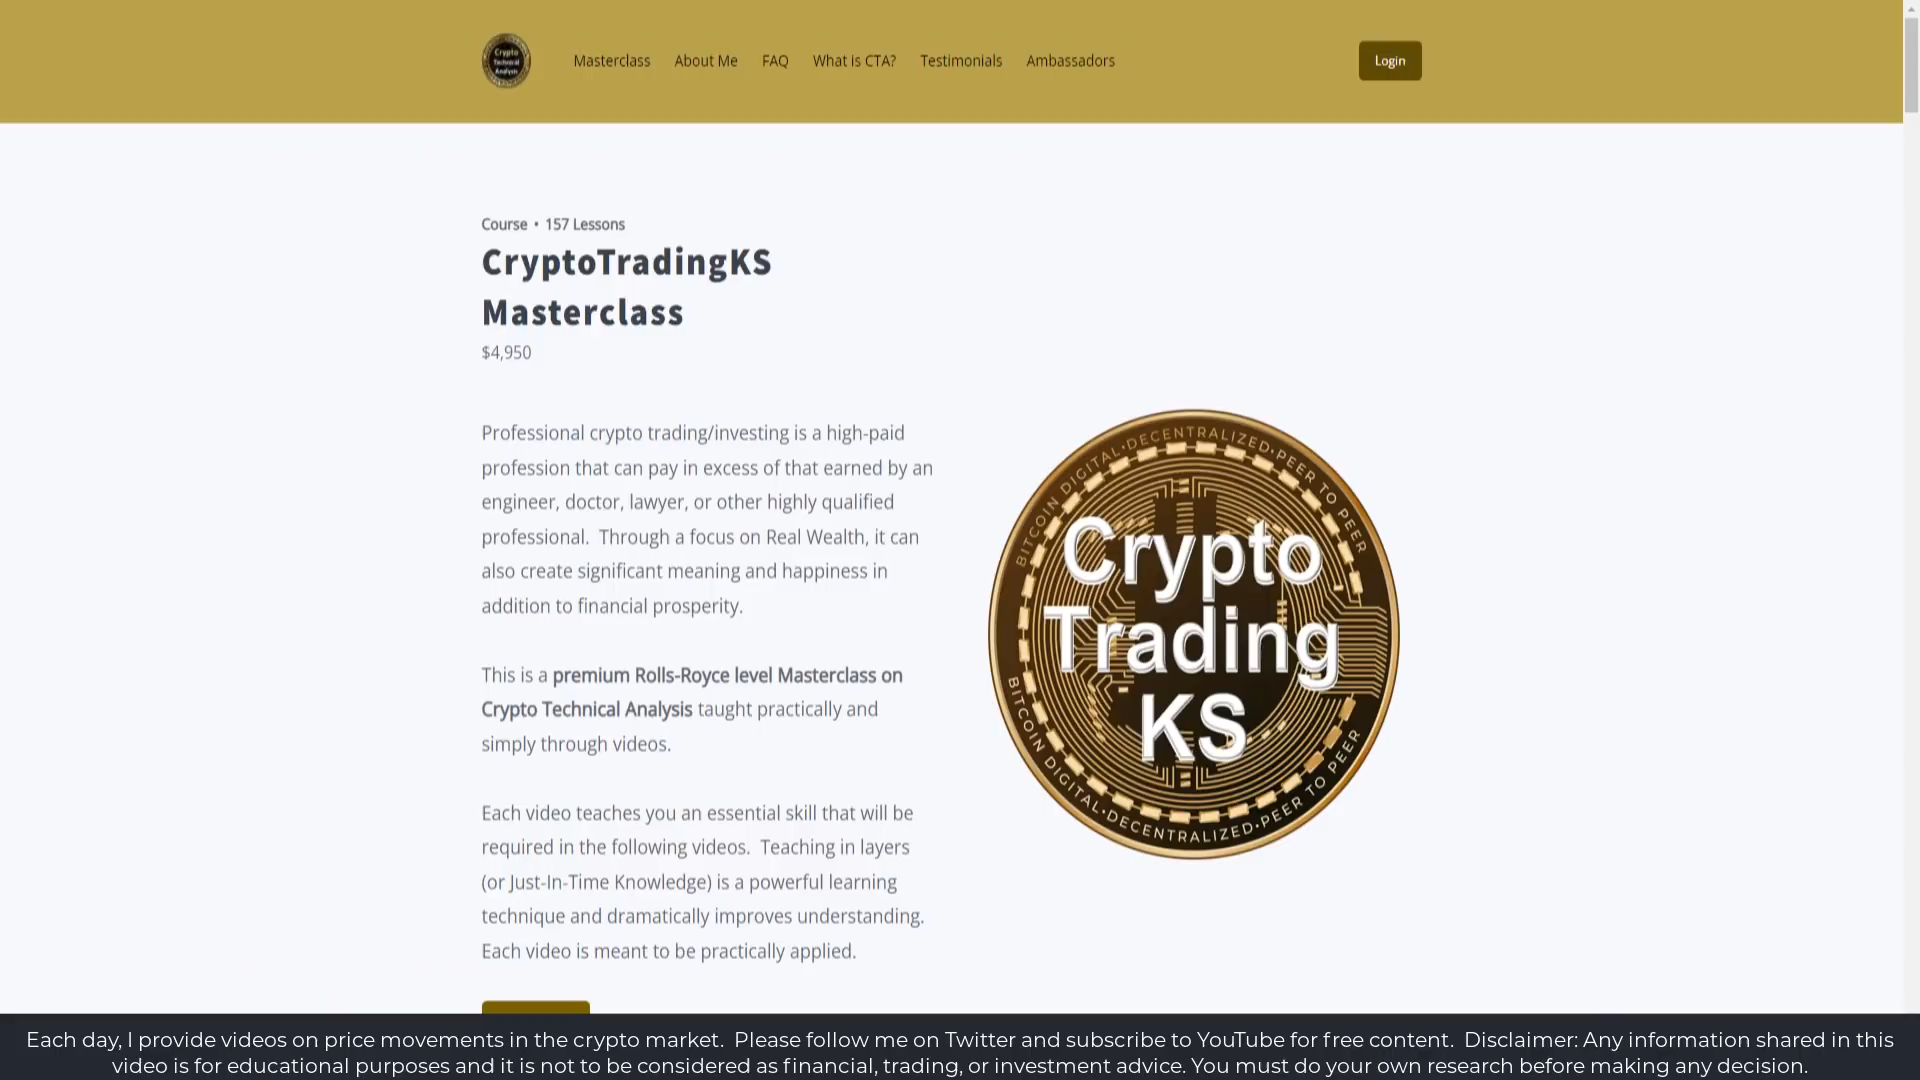 Crypto
Technical
Analysis
Masterclass About Me FAQ What is CTA? Testimonials Ambassadors Login
Course • 157 Lessons
CryptoTradingKS
Masterclass
$4,950
Professional crypto trading/investing is a high-paid
profession that can pay in excess of that earned by an
engineer, doctor, lawyer, or other highly qualified
professional.  Through a focus on Real Wealth, it can
also create significant meaning and happiness in
addition to financial prosperity.
This is a premium Rolls-Royce level Masterclass on
Crypto Technical Analysis taught practically and
simply through videos.
Each video teaches you an essential skill that will be
required in the following videos.  Teaching in layers
(or Just-In-Time Knowledge) is a powerful learning
technique and dramatically improves understanding.
Each video is meant to be practically applied.
BITCOIN DIGITAL•DECENTRALIZED•PEER TO PEER
Crypto
Trading
KS
BITCOIN DIGITAL•DECENTRALIZED•PEER TO PEER
Each day, I provide videos on price movements in the crypto market.  Please follow me on Twitter and subscribe to YouTube for free content.  Disclaimer: Any information shared in this
video is for educational purposes and it is not to be considered as financial, trading, or investment advice. You must do your own research before making any decision.